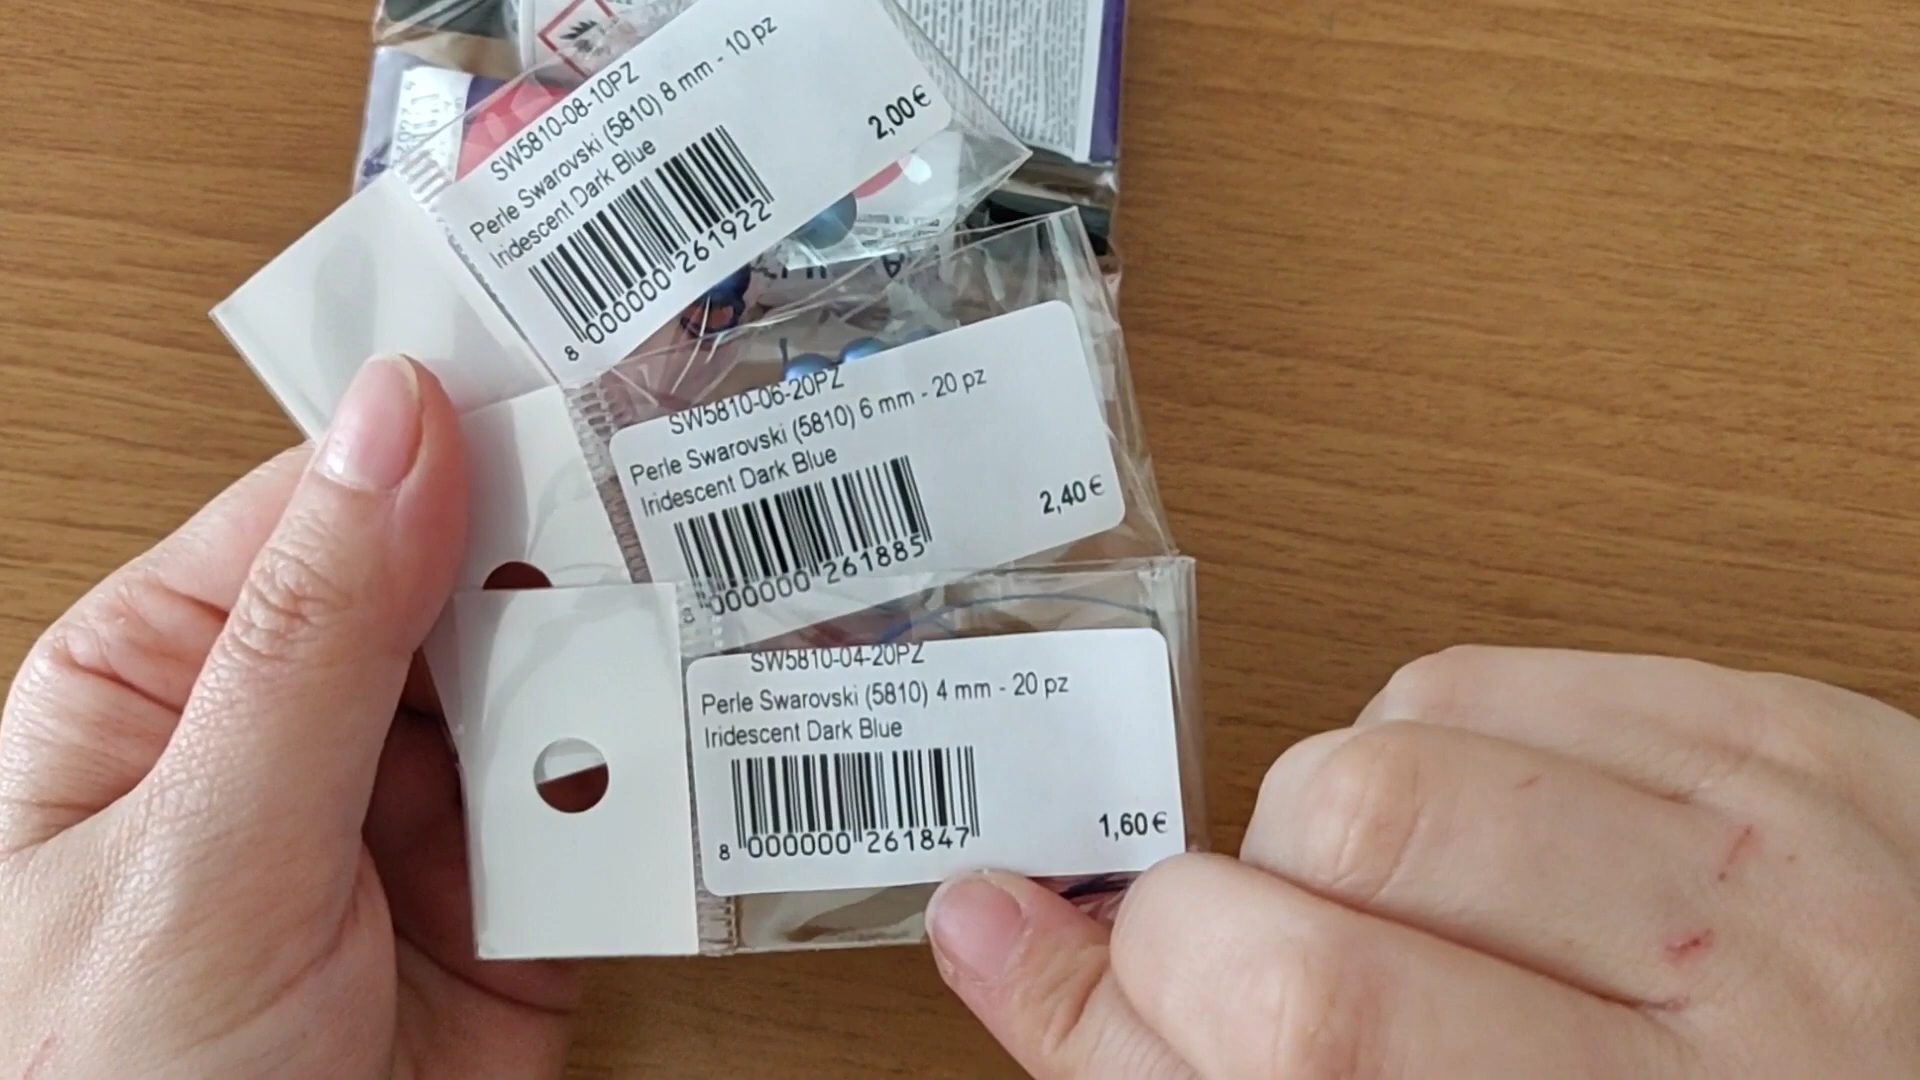 SW5810-08-10PZ
Perle Swarovski (5810) 8 mm - 10 pz
Iridescent Dark Blue
2,00 €
8 000000 261922
SW5810-06-20PZ
Perle Swarovski (5810) 6 mm - 20 pz
Iridescent Dark Blue
2,40 €
8 000000 261885
SW5810-04-20PZ
Perle Swarovski (5810) 4 mm - 20 pz
Iridescent Dark Blue
1,60 €
8 000000 261847